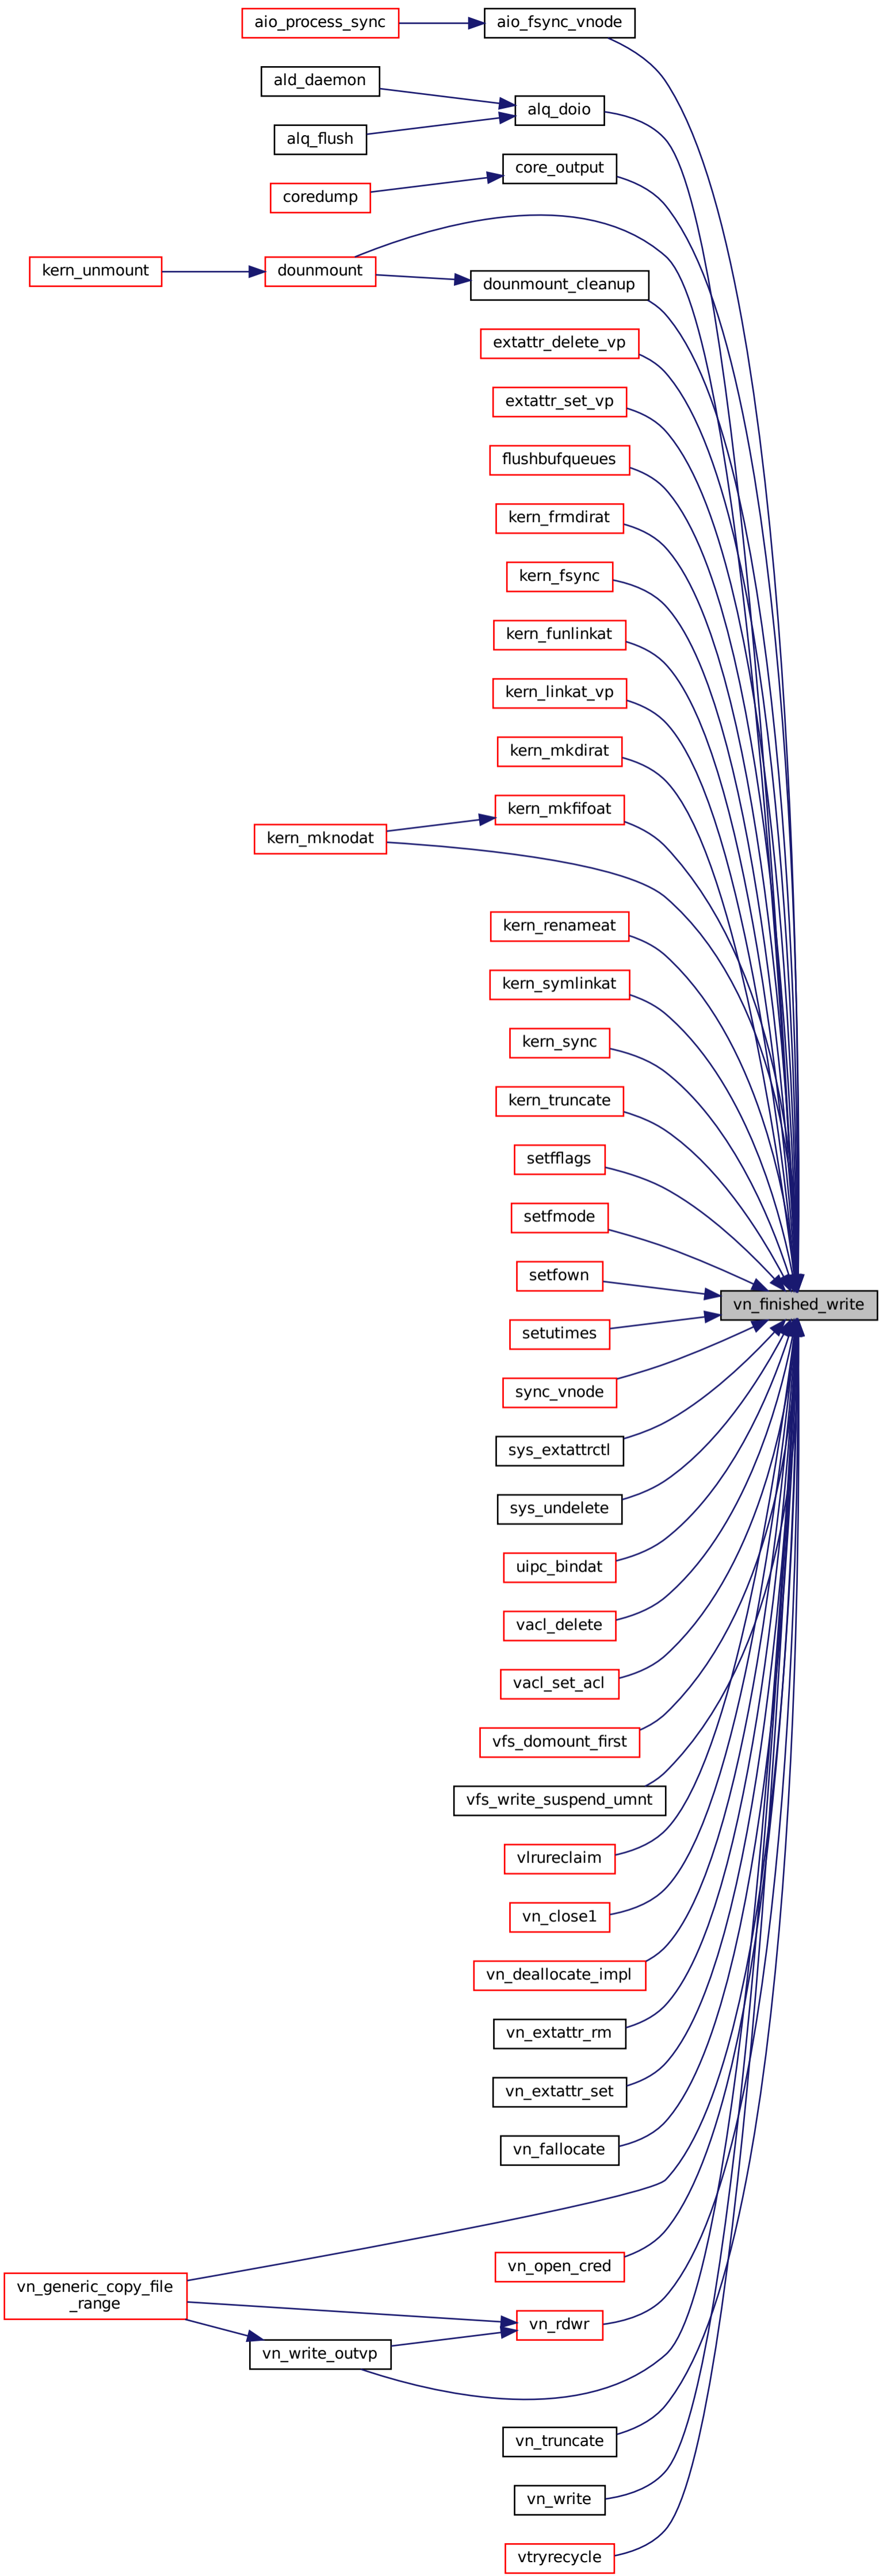 aio_process_sync
aio_fsync_vnode
ald_daemon
alq_doio
alq_flush
core_output
coredump
kern_unmount
dounmount
dounmount_cleanup
extattr_delete_vp
extattr_set_vp
flushbufqueues
kern_frmdirat
kern_fsync
kern_funlinkat
kern_linkat_vp
kern_mkdirat
kern_mkfifoat
kern_mknodat
kern_renameat
kern_symlinkat
kern_sync
kern_truncate
setfflags
setfmode
setfown
vn_finished_write
setutimes
sync_vnode
sys_extattrctl
sys_undelete
uipc_bindat
vacl_delete
vacl_set_acl
vfs_domount_first
vfs_write_suspend_umnt
vlrureclaim
vn_close1
vn_deallocate_impl
vn_extattr_rm
vn_extattr_set
vn_fallocate
vn_open_cred
vn_generic_copy_file
_range
vn_rdwr
vn_write_outvp
vn_truncate
vn_write
vtryrecycle